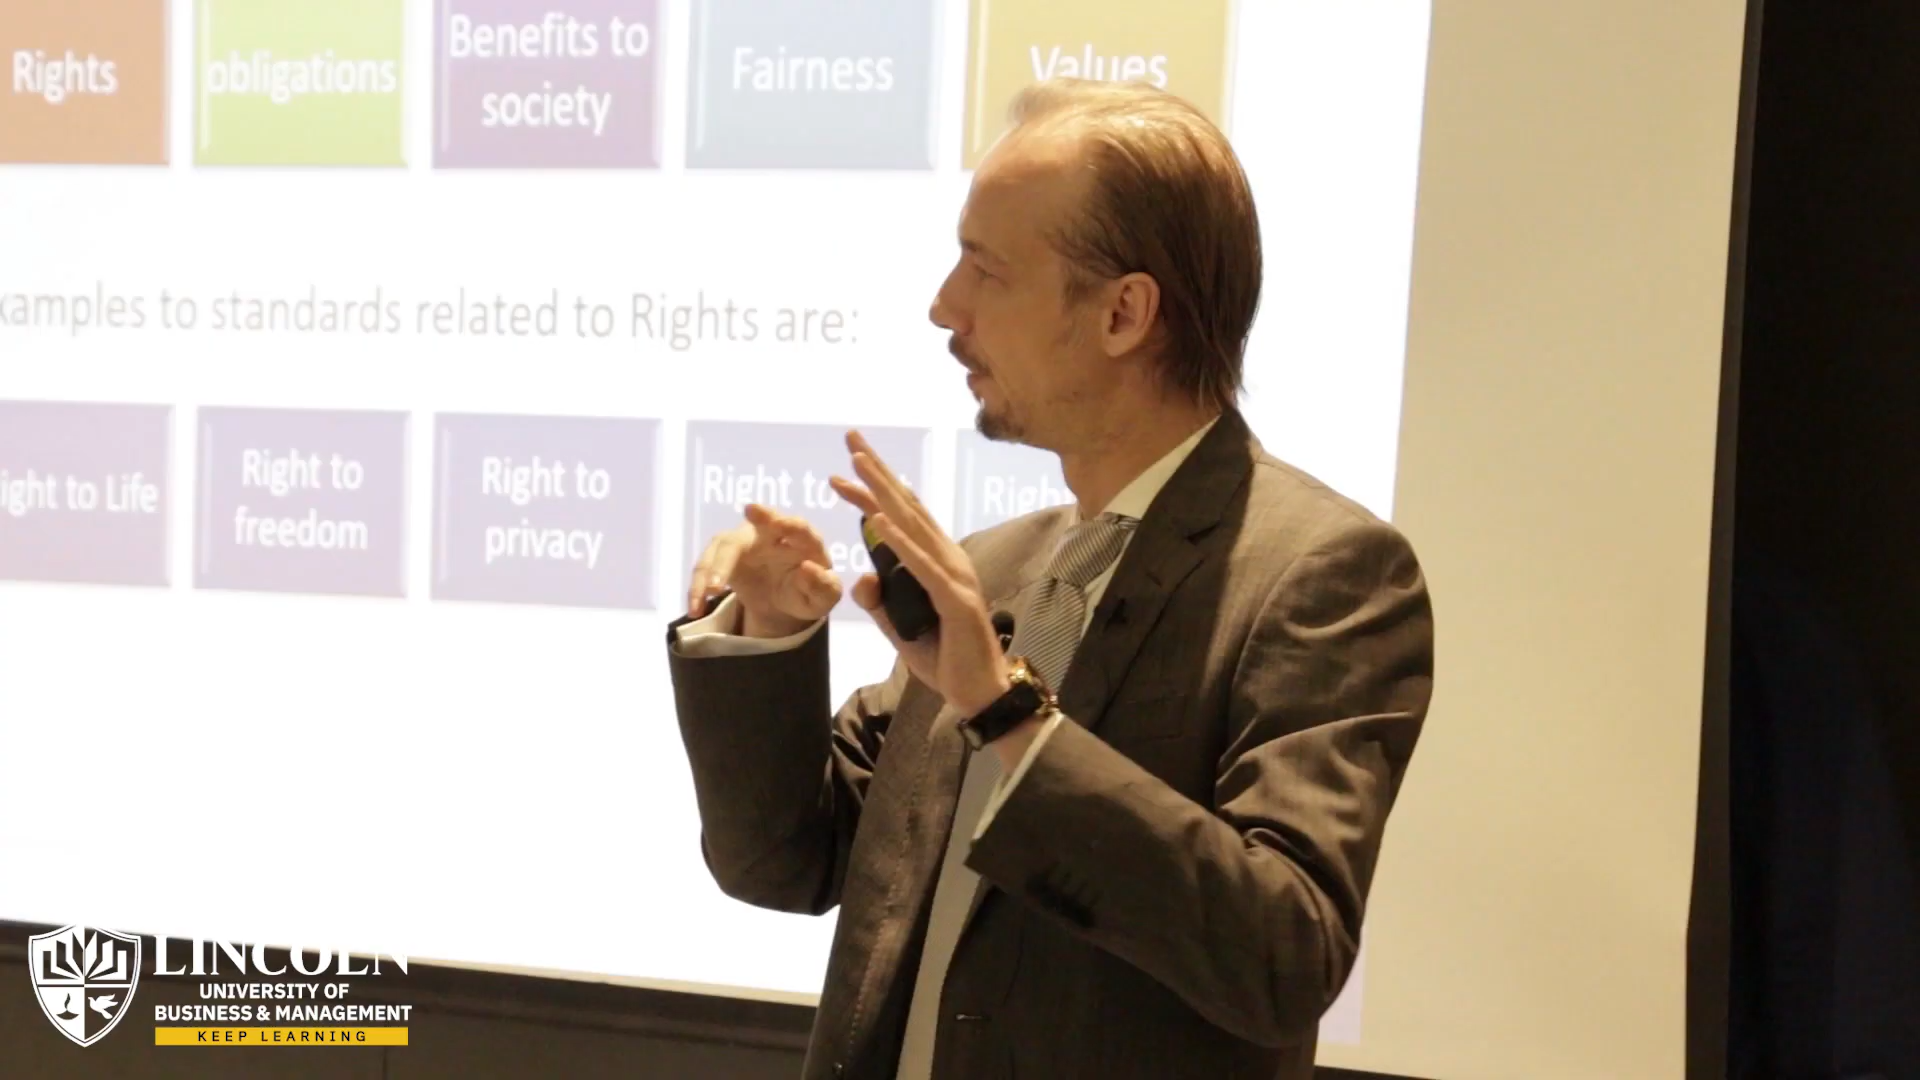 Rights
obligations
Benefits to
society
Fairness
Values
xamples to standards related to Rights are:
ight to Life
Right to
freedom
Right to
privacy
Right to
LINCOLN
UNIVERSITY OF
BUSINESS & MANAGEMENT
KEEP LEARNING